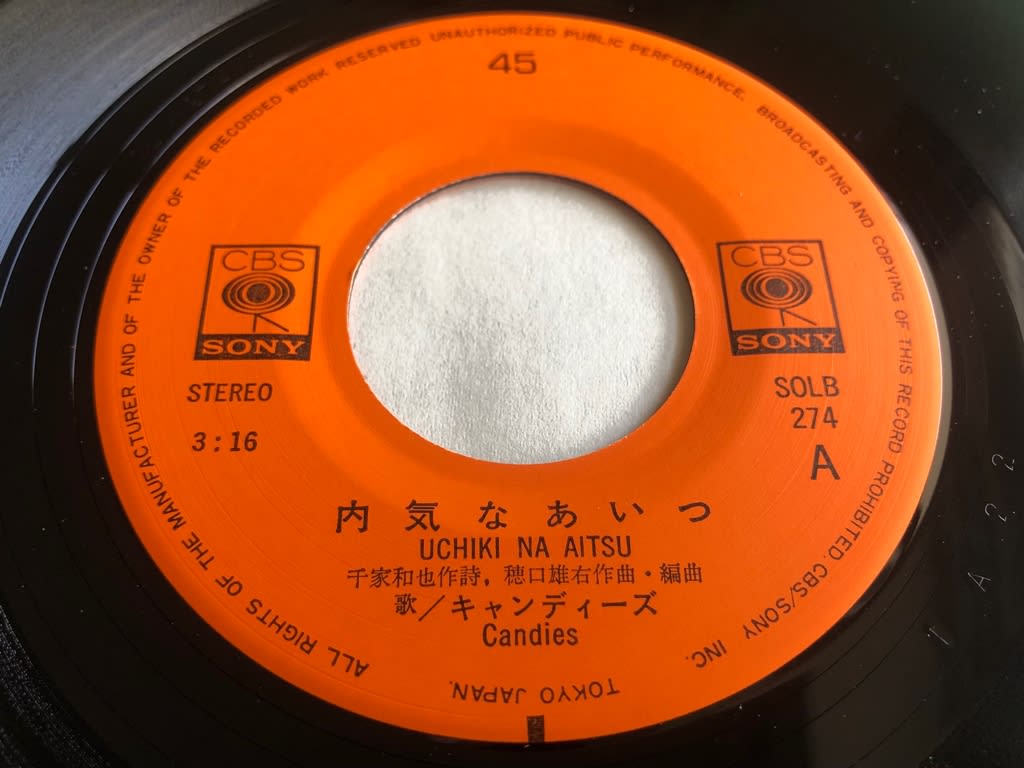 ALL RIGHTS OF THE MANUFACTURER AND OF THE OWNER OF THE RECORDED WORK RESERVED UNAUTHORIZED PUBLIC PERFORMANCE, BROADCASTING AND COPYING OF THIS RECORD PROHIBITED. CBS/SONY INC. TOKYO JAPAN.
45
CBS
SONY
CBS
SONY
STEREO
3:16
SOLB
274
A
内気なあいつ
UCHIKI NA AITSU
千家和也作詩，穂口雄右作曲・編曲
歌／キャンディーズ
Candies